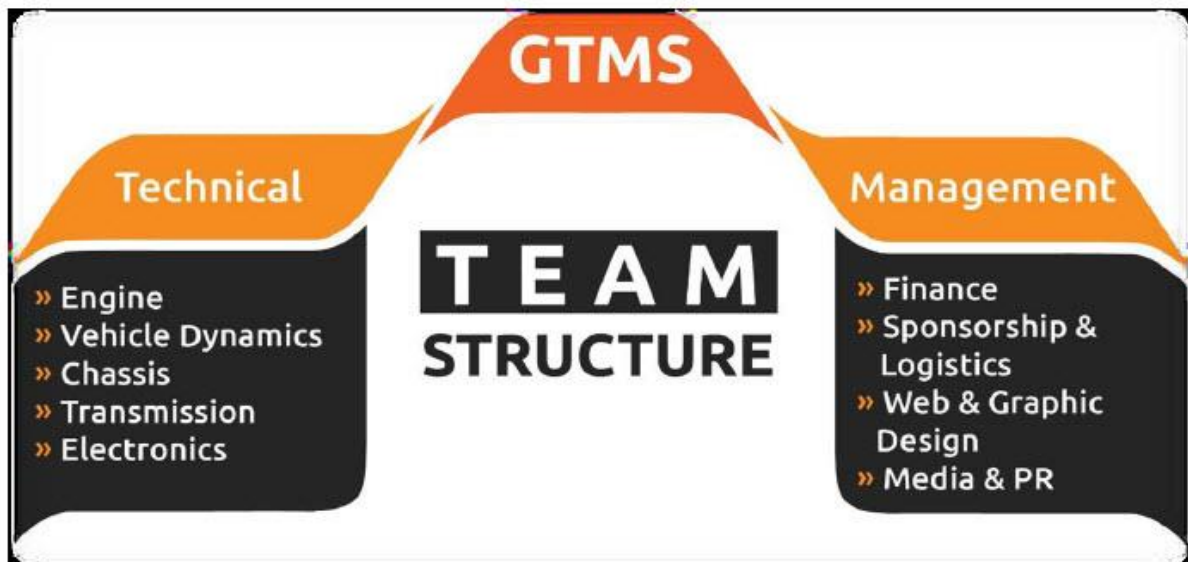 GTMS
Technical
» Engine
» Vehicle Dynamics
» Chassis
» Transmission
» Electronics
TEAM
STRUCTURE
Management
» Finance
» Sponsorship &
Logistics
» Web & Graphic
Design
» Media & PR